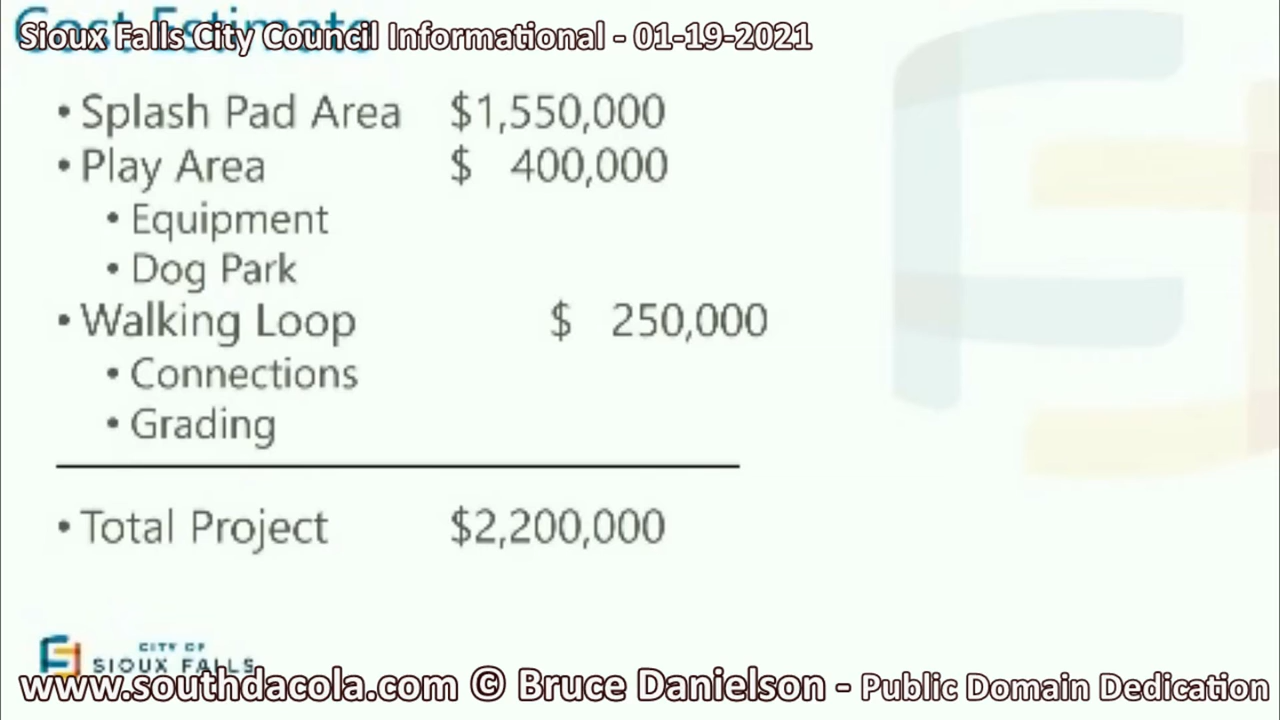 Cost Estimate
Sioux Falls City Council Informational - 01-19-2021
• Splash Pad Area $1,550,000
• Play Area $ 400,000
• Equipment
• Dog Park
• Walking Loop $ 250,000
• Connections
• Grading
• Total Project $2,200,000
CITY OF
SIOUX FALLS
www.southdacola.com © Bruce Danielson - Public Domain Dedication